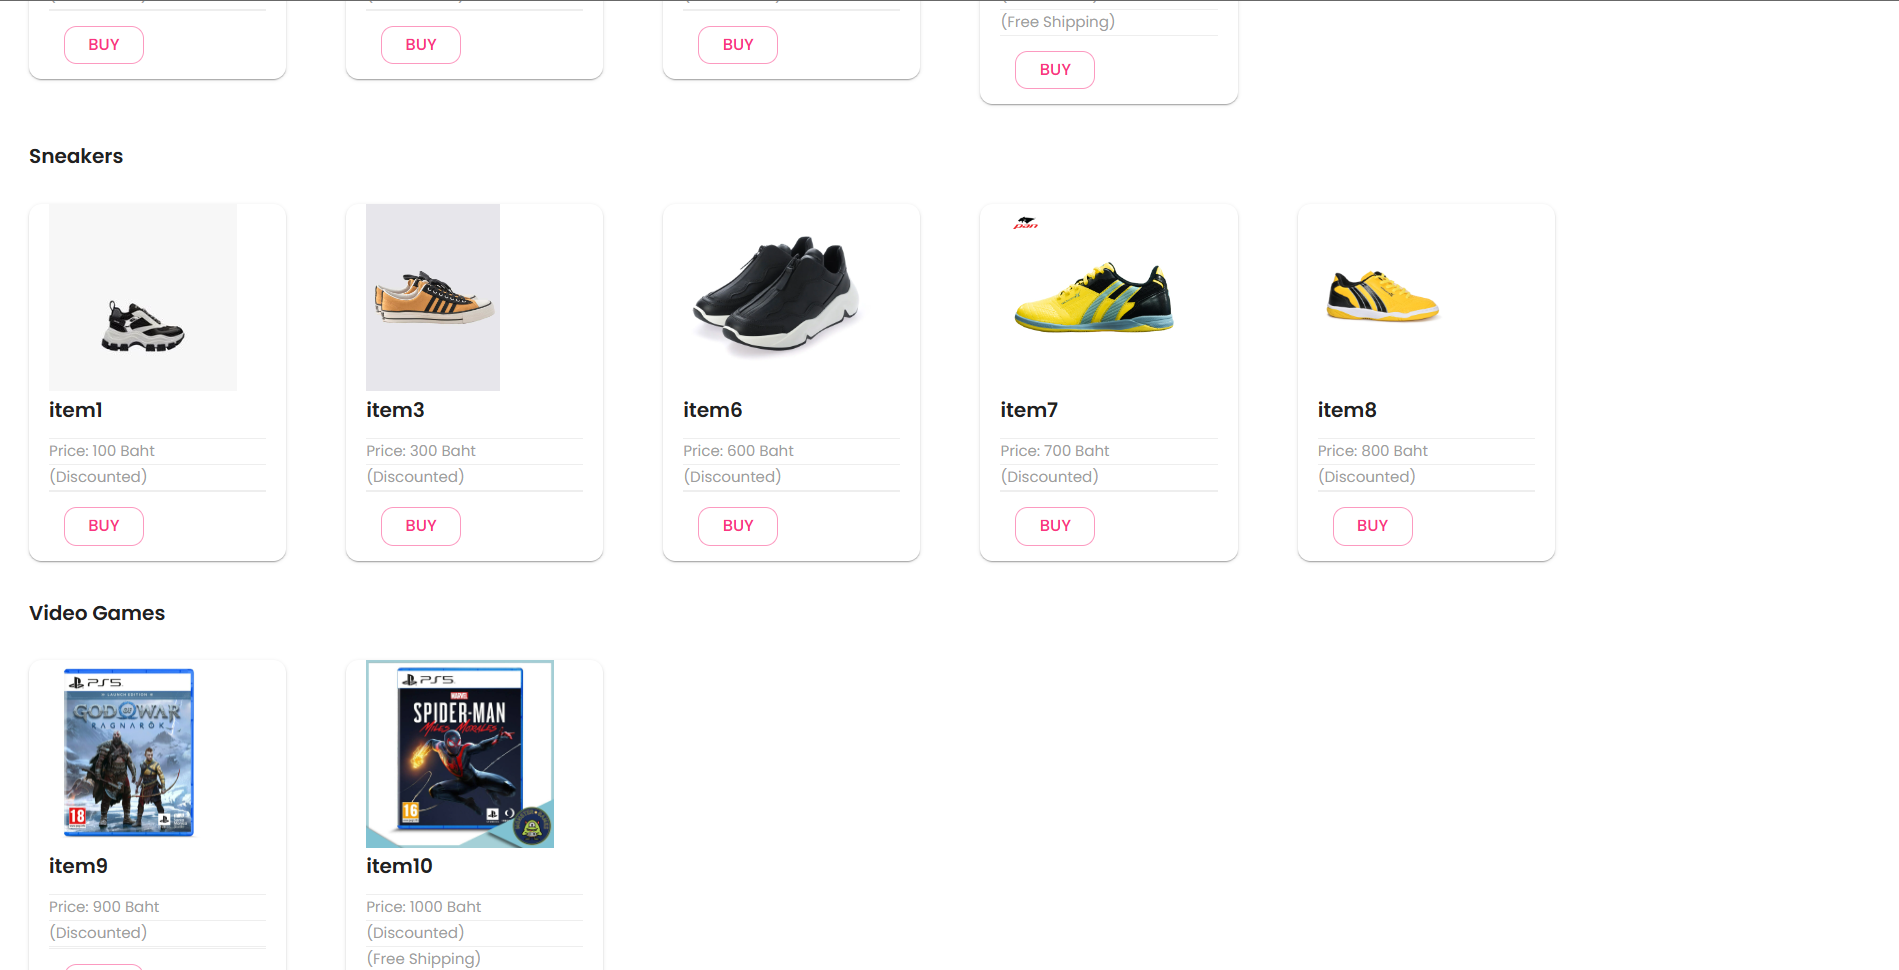 (Free Shipping)
BUY
BUY
BUY
BUY
Sneakers
pan
item1
item3
item6
item7
item8
Price: 100 Baht
Price: 300 Baht
Price: 600 Baht
Price: 700 Baht
Price: 800 Baht
(Discounted)
(Discounted)
(Discounted)
(Discounted)
(Discounted)
BUY
BUY
BUY
BUY
BUY
Video Games
PS5
LAUNCH EDITION
GOD OF WAR
RAGNARÖK
18
PS5
MARVEL
SPIDER-MAN
MILES MORALES
16
item9
item10
Price: 900 Baht
Price: 1000 Baht
(Discounted)
(Discounted)
(Free Shipping)